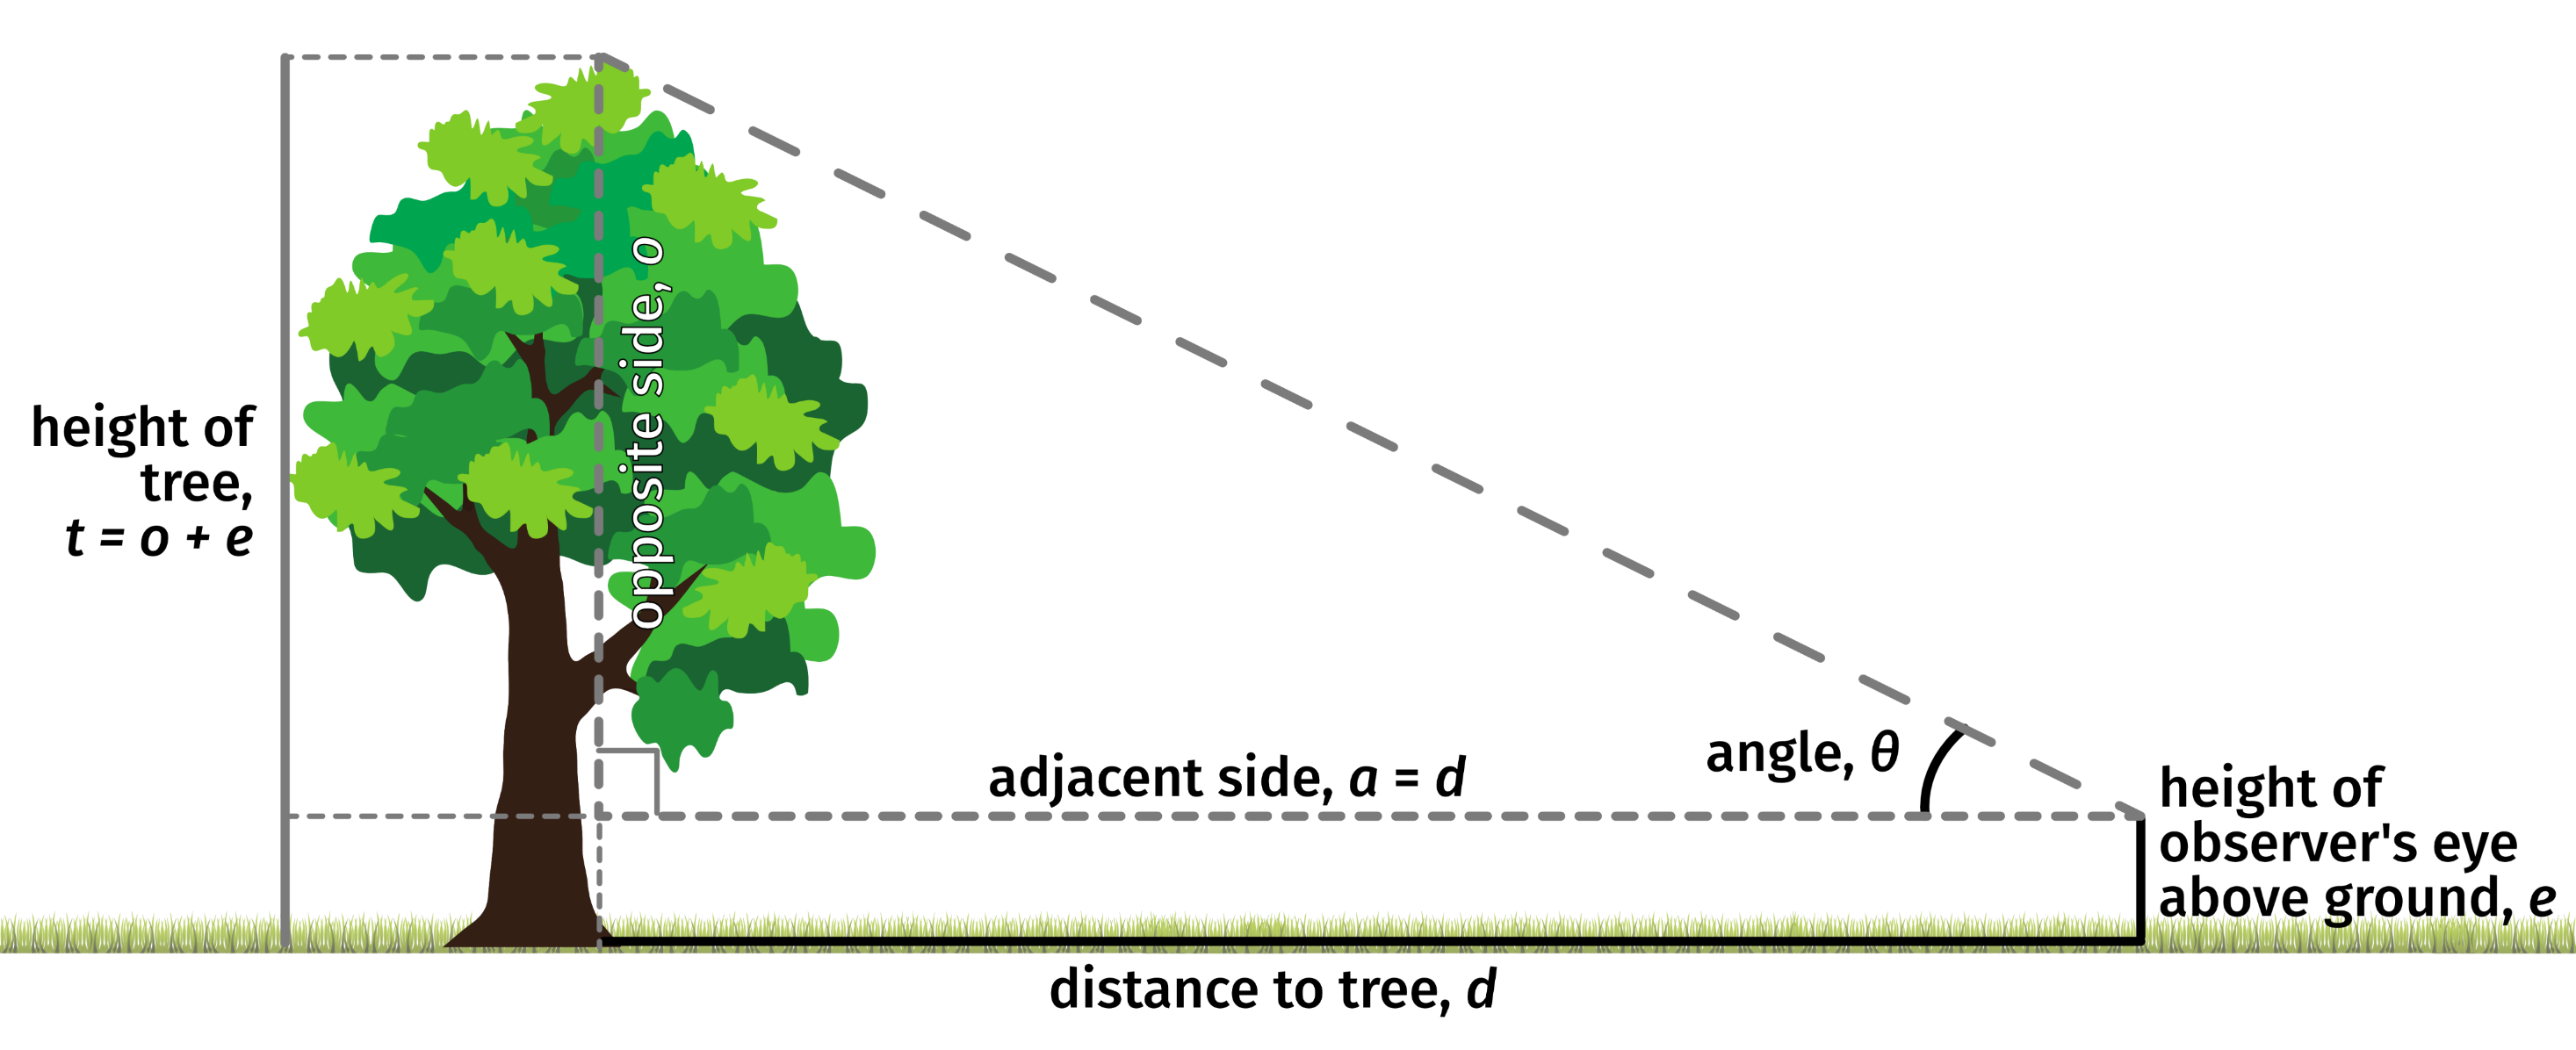 height of
tree,
t = o + e
opposite side, o
adjacent side, a = d
angle, θ
height of
observer's eye
above ground, e
distance to tree, d